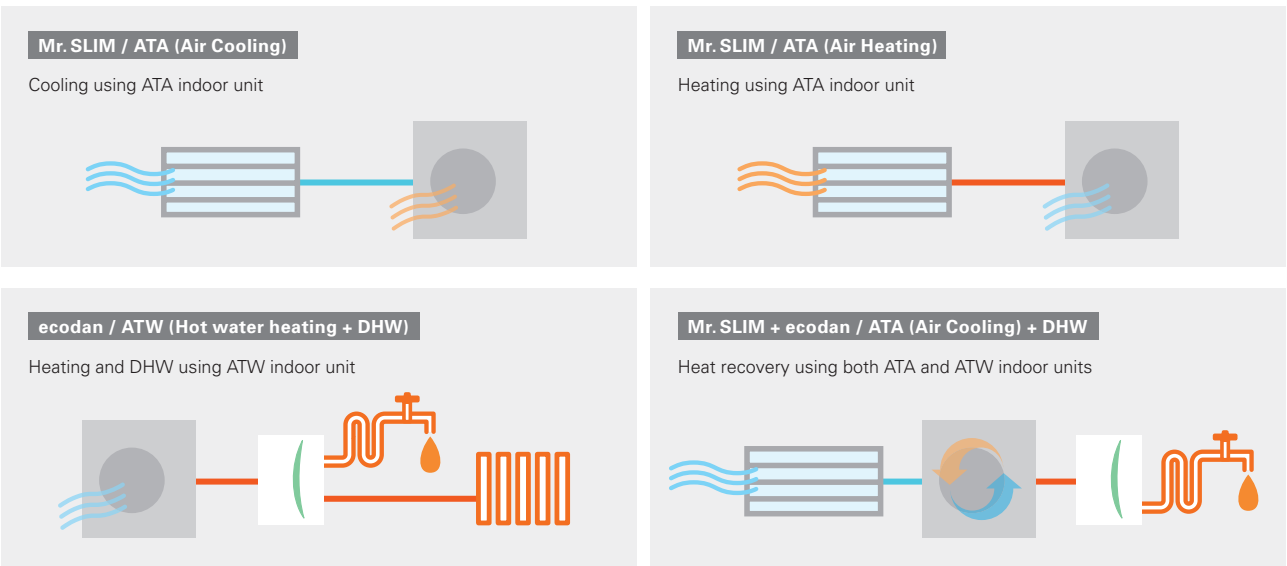 Mr. SLIM / ATA (Air Cooling)
Cooling using ATA indoor unit
Mr. SLIM / ATA (Air Heating)
Heating using ATA indoor unit
ecodan / ATW (Hot water heating + DHW)
Heating and DHW using ATW indoor unit
Mr. SLIM + ecodan / ATA (Air Cooling) + DHW
Heat recovery using both ATA and ATW indoor units